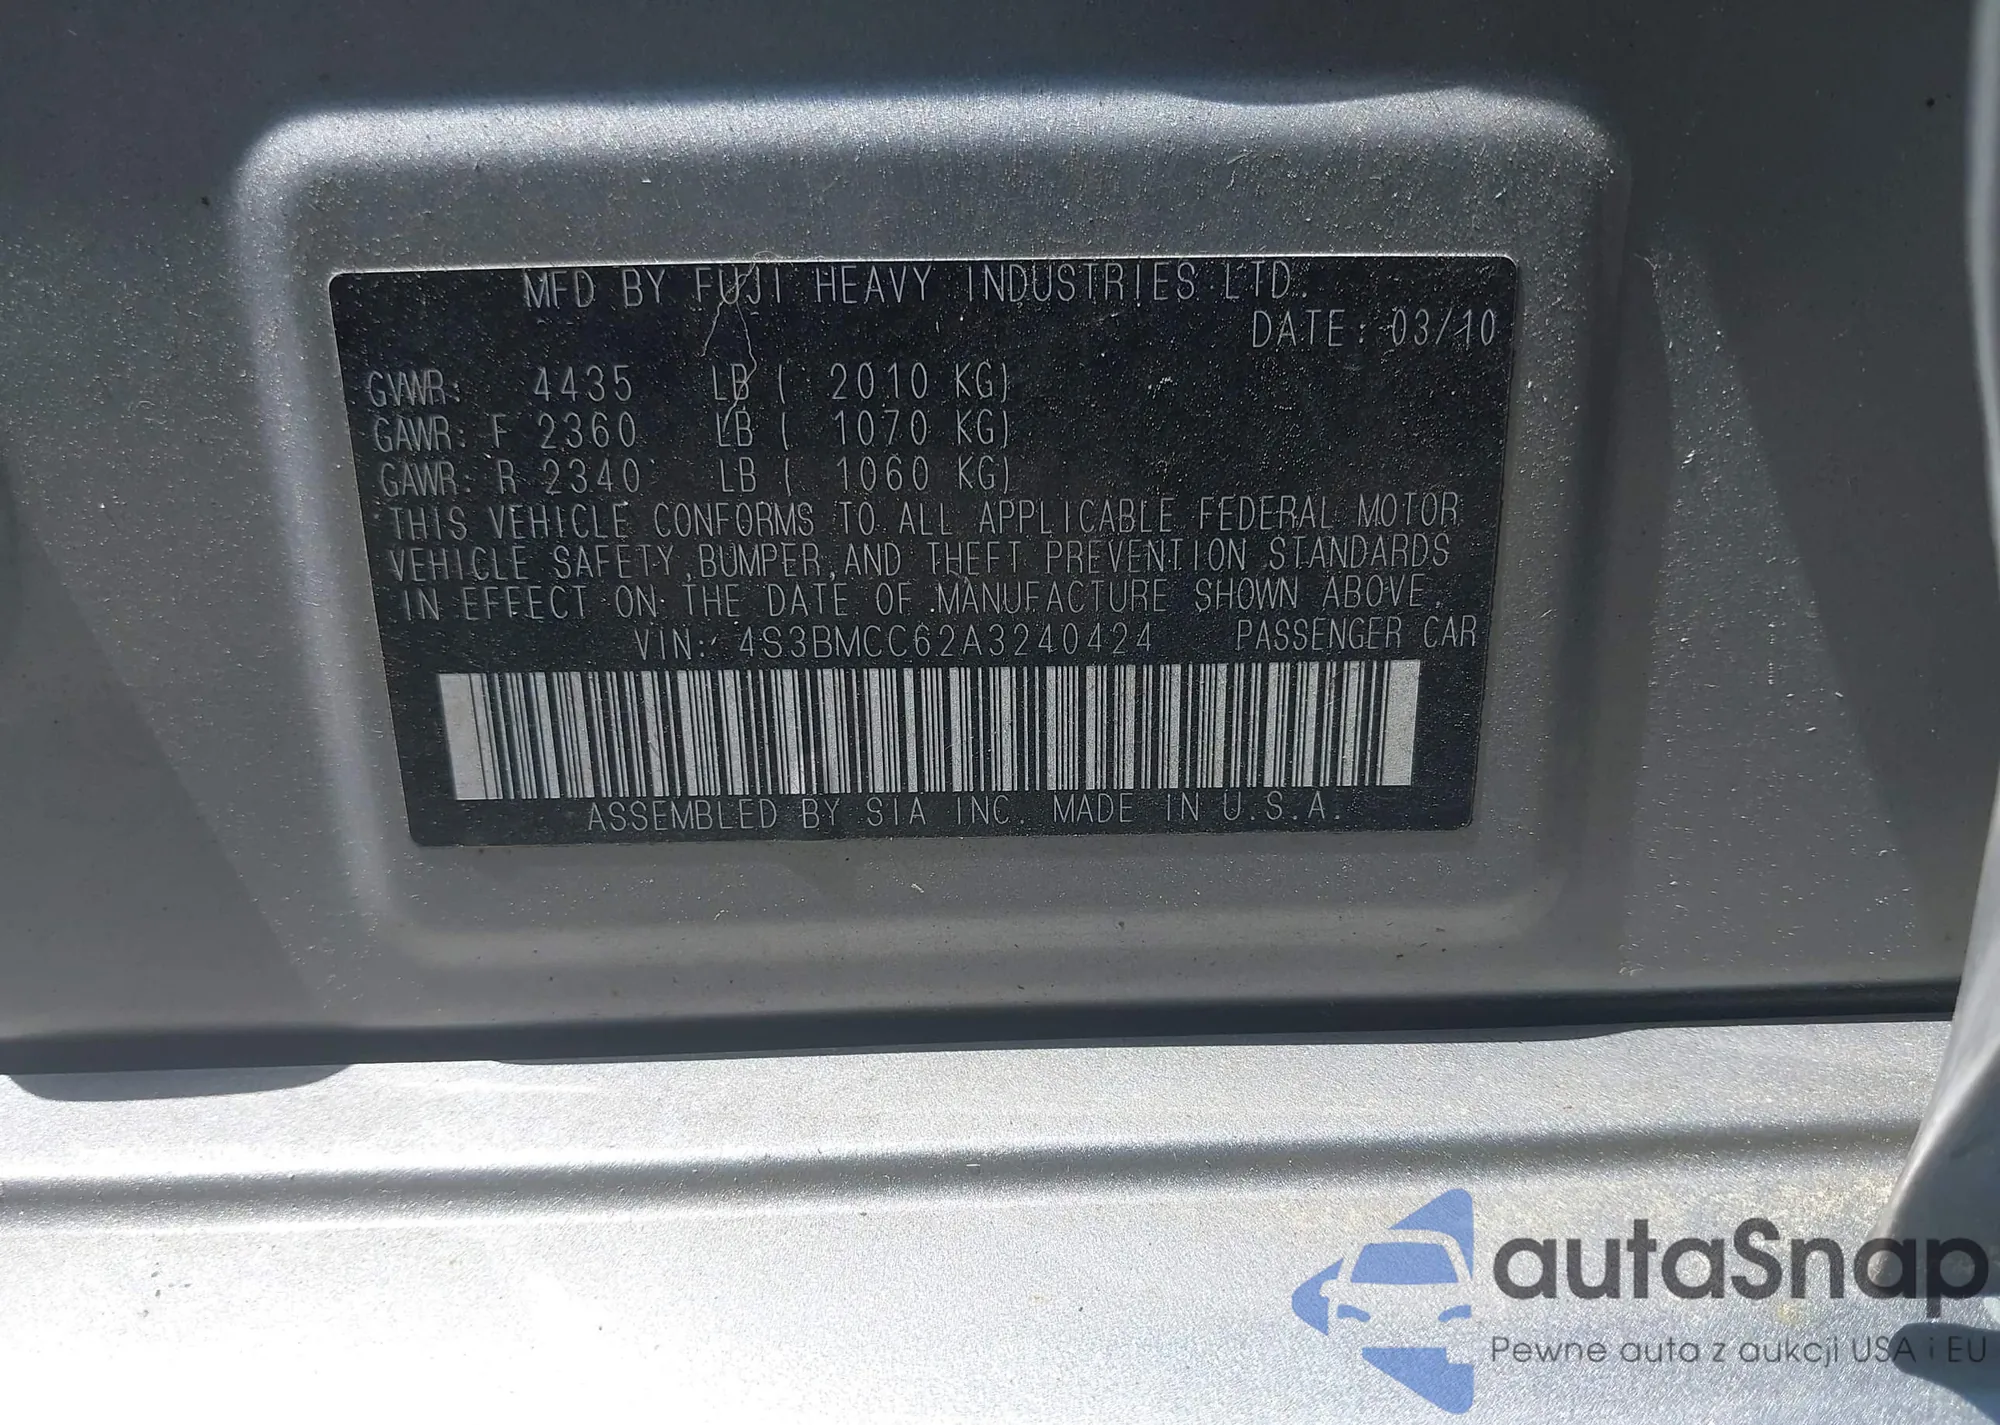 MFD BY FUJI HEAVY INDUSTRIES LTD.
DATE: 03/10
GVWR: 4435 LB ( 2010 KG)
GAWR: F 2360 LB ( 1070 KG)
GAWR: R 2340 LB ( 1060 KG)
THIS VEHICLE CONFORMS TO ALL APPLICABLE FEDERAL MOTOR
VEHICLE SAFETY, BUMPER, AND THEFT PREVENTION STANDARDS
IN EFFECT ON THE DATE OF MANUFACTURE SHOWN ABOVE.
VIN: 4S3BMCC62A3240424 PASSENGER CAR
ASSEMBLED BY SIA INC. MADE IN U.S.A.
autaSnap
Pewne auta z aukcji USA i EU